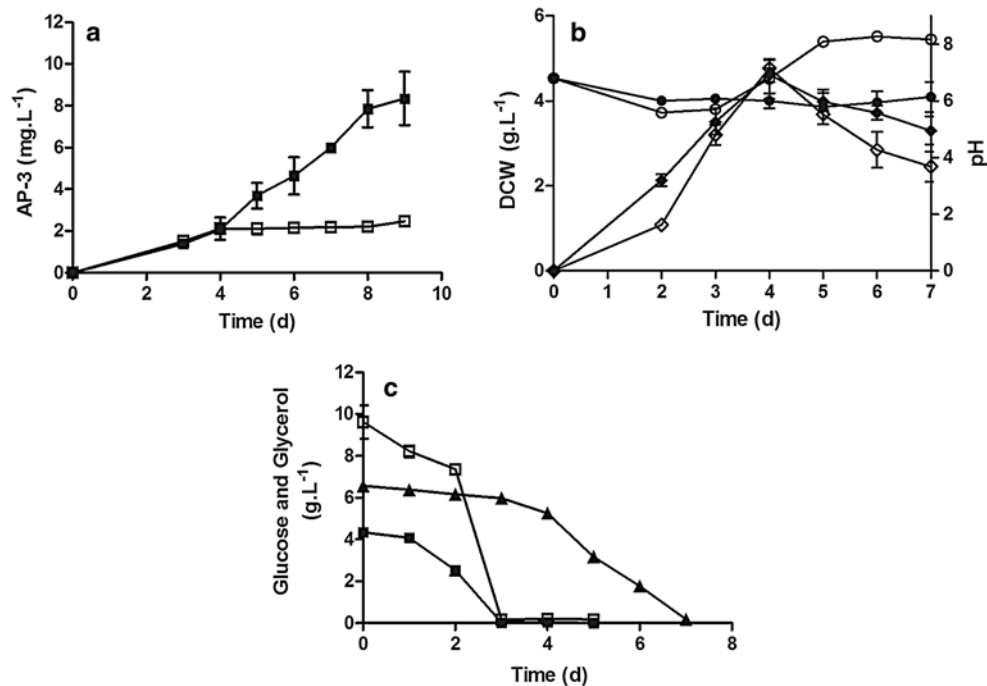 a
AP-3 (mg.L⁻¹)
12
10
8
6
4
2
0
0 2 4 6 8 10
Time (d)
b
DCW (g.L⁻¹)
6
4
2
0
8
6
4
2
0
pH
0 1 2 3 4 5 6 7
Time (d)
c
Glucose and Glycerol
(g.L⁻¹)
12
10
8
6
4
2
0
0 2 4 6 8
Time (d)